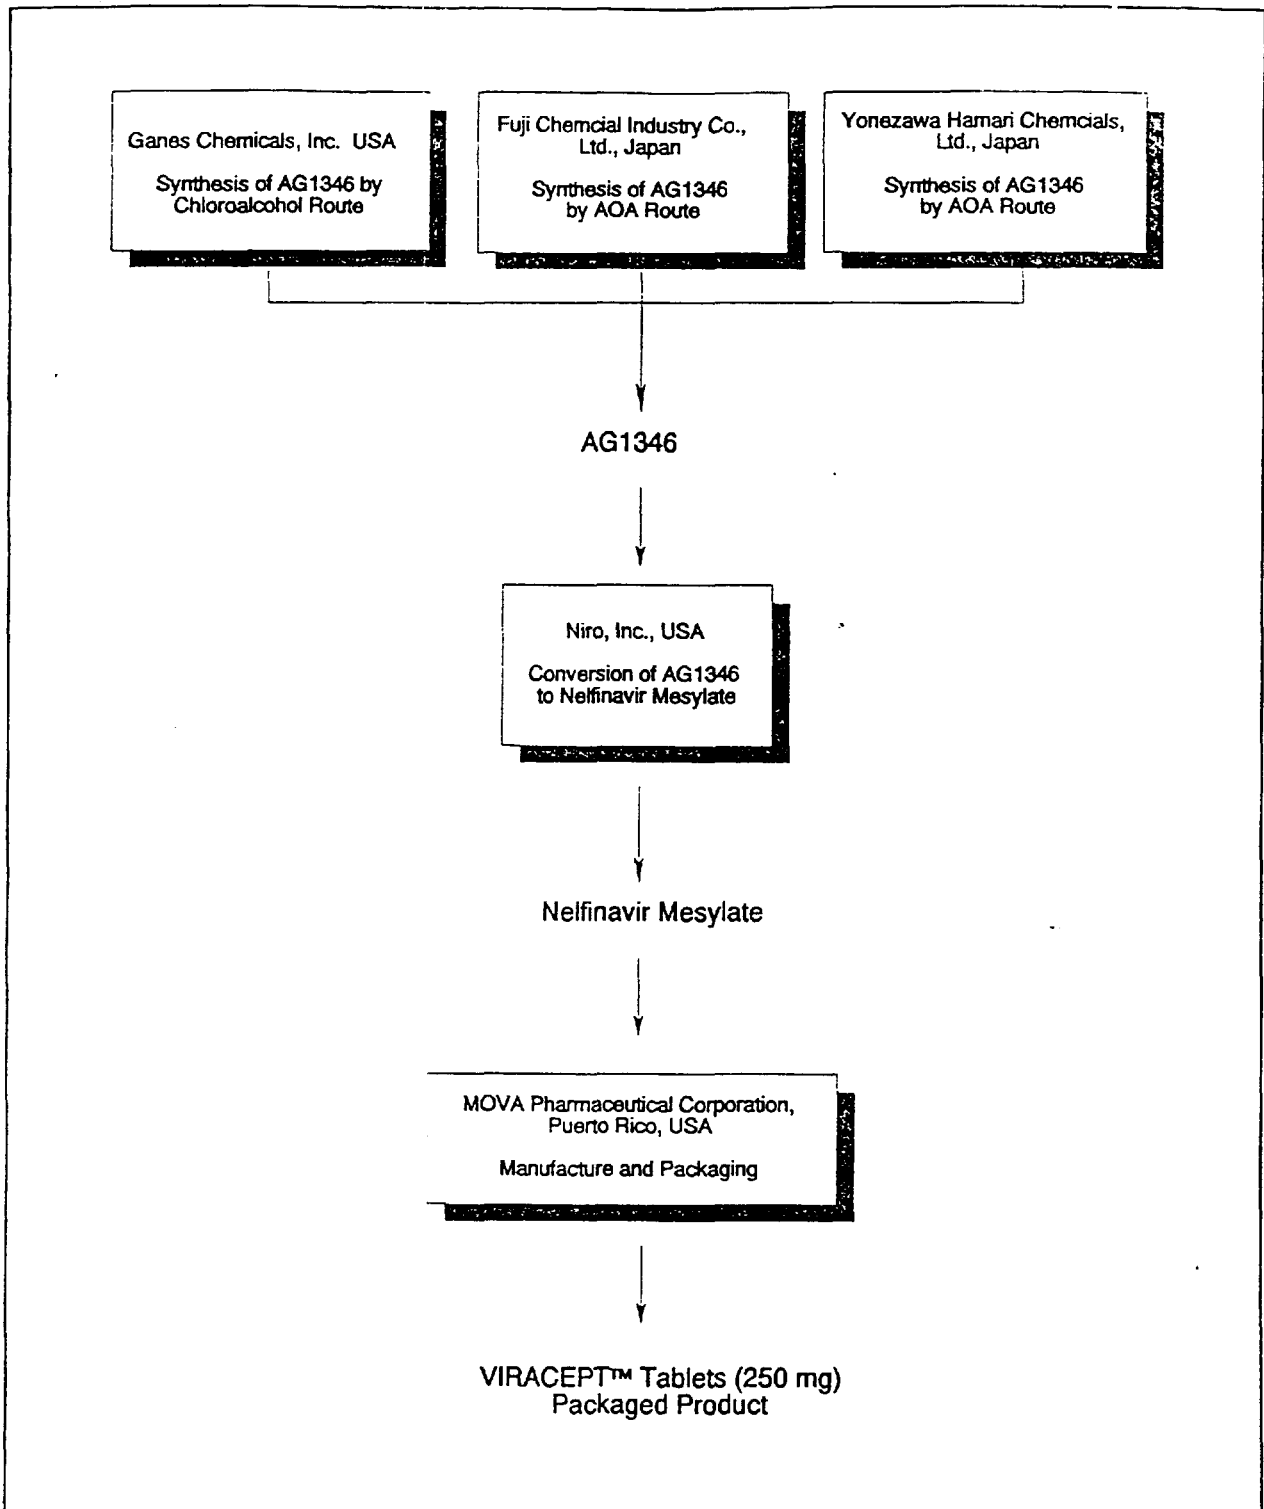 Ganes Chemicals, Inc. USA
Synthesis of AG1346 by
Chloroalcohol Route
Fuji Chemcial Industry Co.,
Ltd., Japan
Synthesis of AG1346
by AOA Route
Yonezawa Hamari Chemcials,
Ltd., Japan
Synthesis of AG1346
by AOA Route
AG1346
Niro, Inc., USA
Conversion of AG1346
to Nelfinavir Mesylate
Nelfinavir Mesylate
MOVA Pharmaceutical Corporation,
Puerto Rico, USA
Manufacture and Packaging
VIRACEPT™ Tablets (250 mg)
Packaged Product